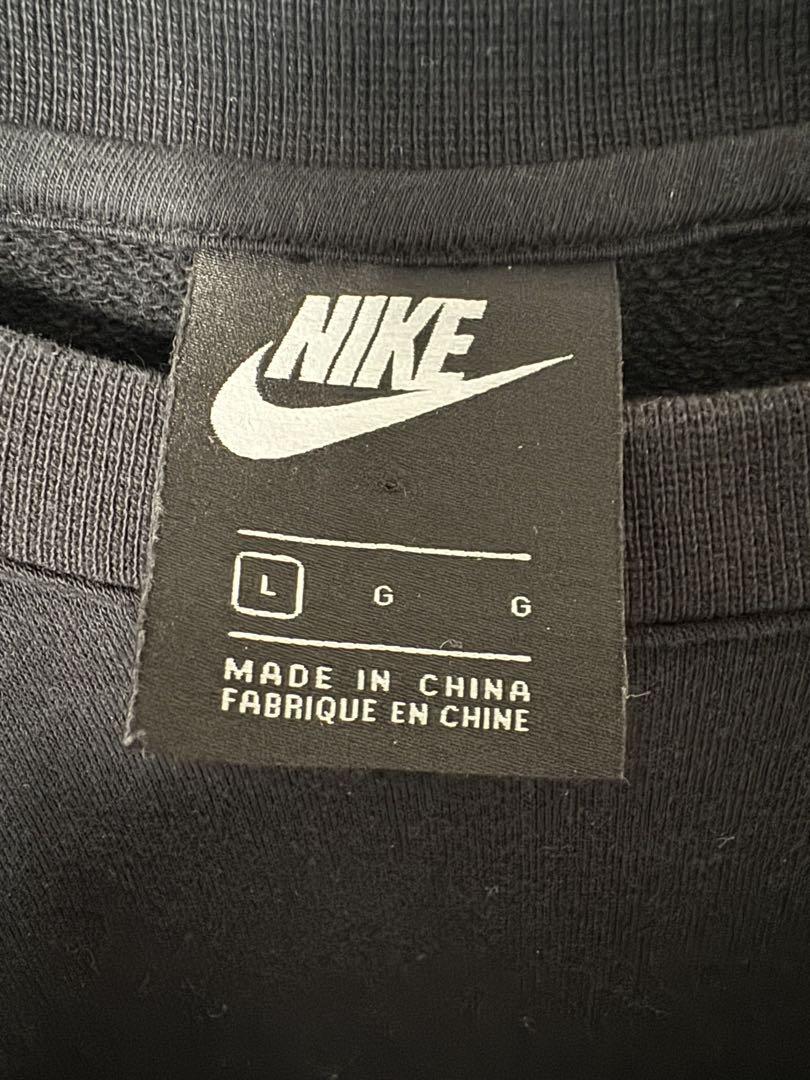 NIKE
L G G
MADE IN CHINA
FABRIQUE EN CHINE